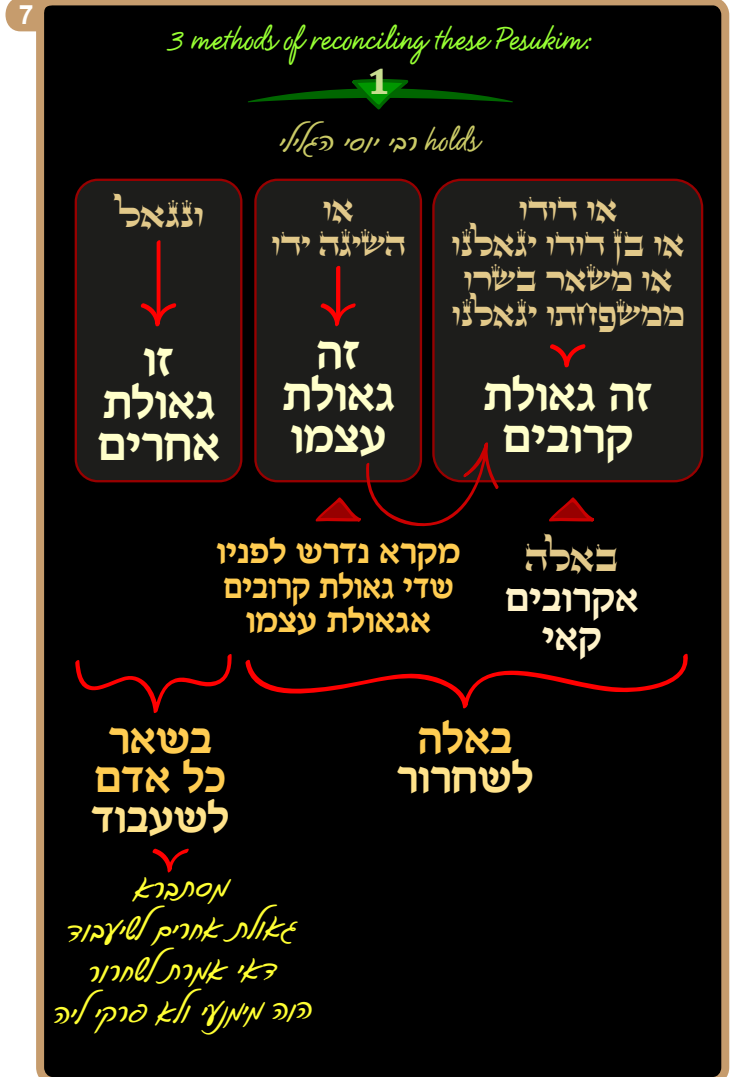 7
3 methods of reconciling these Pesukim:
1
רבי יוסי הגלילי holds
או דודו
או בן דודו יגאלנו
או משאר בשרו
ממשפחתו יגאלנו
זה גאולת
קרובים
או
השיגה ידו
זה
גאולת
עצמו
ונגאל
זו
גאולת
אחרים
באלה
אקרובים
קאי
מקרא נדרש לפניו
שדי גאולת קרובים
אגאולת עצמו
באלה
לשחרור
בשאר
כל אדם
לשעבוד
מסתברא
גאולת אחרים לשיעבוד
דאי אמרת לשחרור
הוה מימנעי ולא פרקי ליה